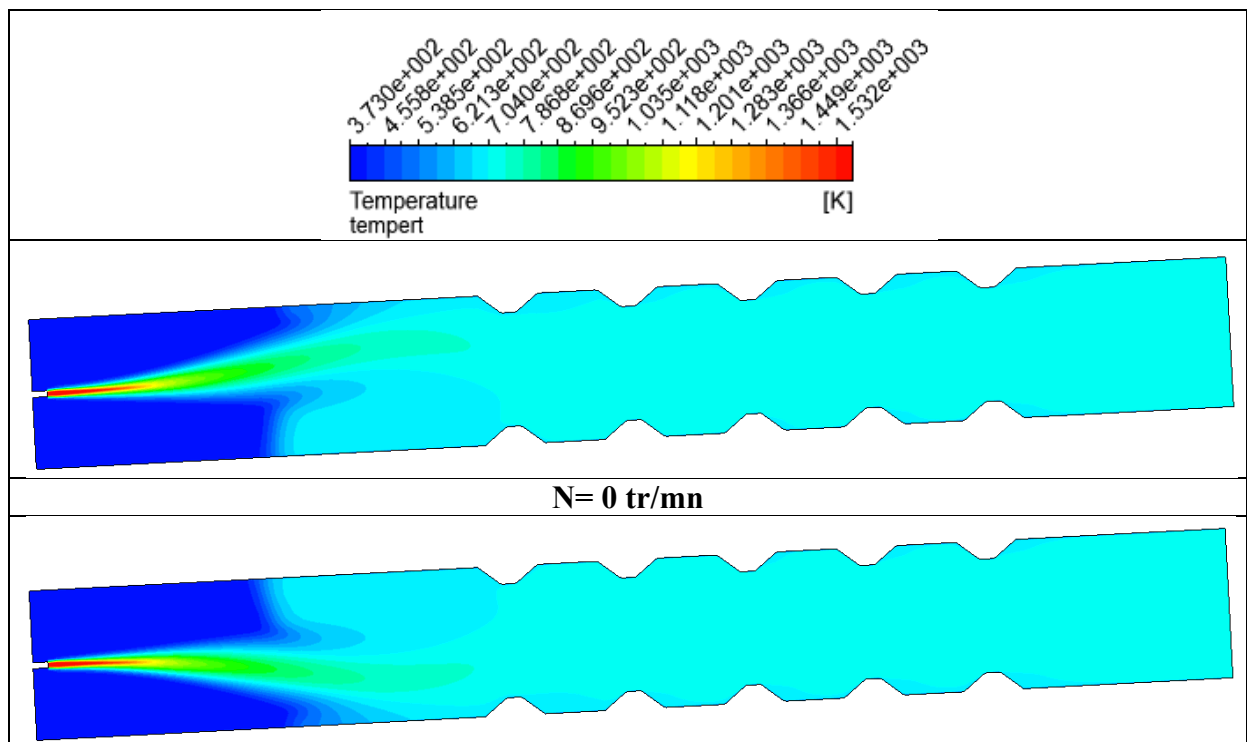 3.730e+002
4.558e+002
5.385e+002
6.213e+002
7.040e+002
7.868e+002
8.696e+002
9.523e+002
1.035e+003
1.118e+003
1.201e+003
1.283e+003
1.366e+003
1.449e+003
1.532e+003
Temperature [K]
tempert
N= 0 tr/mn